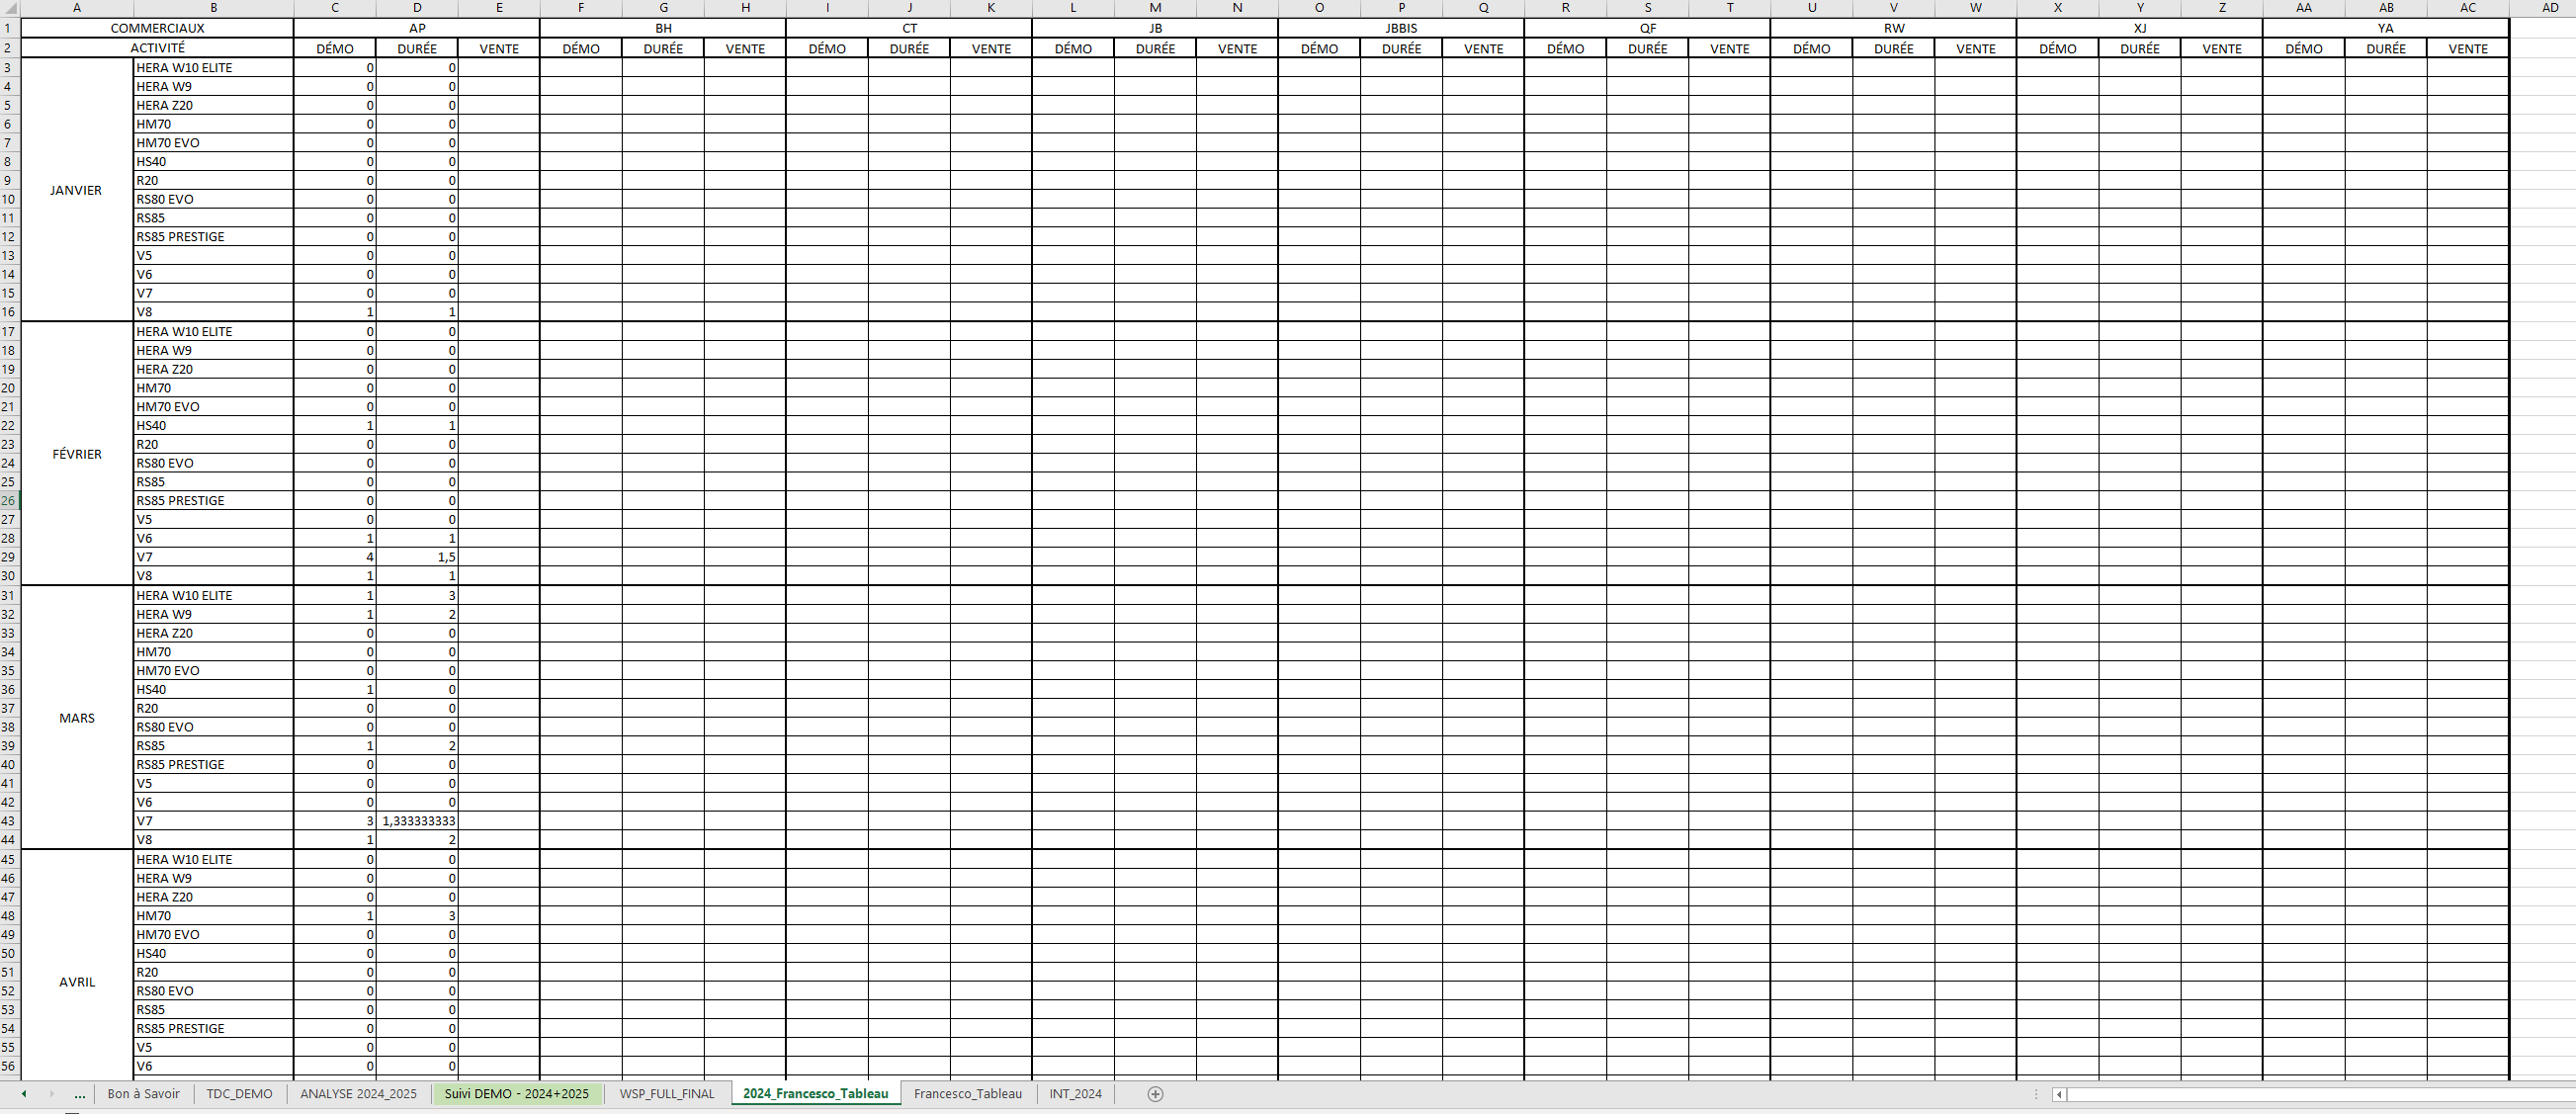 A B C D E F G H I J K L M N O P Q R S T U V W X Y Z AA AB AC AD
1 COMMERCIAUX AP BH CT JB JBBIS QF RW XJ YA
2 ACTIVITÉ DÉMO DURÉE VENTE DÉMO DURÉE VENTE DÉMO DURÉE VENTE DÉMO DURÉE VENTE DÉMO DURÉE VENTE DÉMO DURÉE VENTE DÉMO DURÉE VENTE DÉMO DURÉE VENTE DÉMO DURÉE VENTE
3 HERA W10 ELITE 0 0
4 HERA W9 0 0
5 HERA Z20 0 0
6 HM70 0 0
7 HM70 EVO 0 0
8 HS40 0 0
9 R20 0 0
JANVIER
10 RS80 EVO 0 0
11 RS85 0 0
12 RS85 PRESTIGE 0 0
13 V5 0 0
14 V6 0 0
15 V7 0 0
16 V8 1 1
17 HERA W10 ELITE 0 0
18 HERA W9 0 0
19 HERA Z20 0 0
20 HM70 0 0
21 HM70 EVO 0 0
22 HS40 1 1
23 R20 0 0
FÉVRIER
24 RS80 EVO 0 0
25 RS85 0 0
26 RS85 PRESTIGE 0 0
27 V5 0 0
28 V6 1 1
29 V7 4 1,5
30 V8 1 1
31 HERA W10 ELITE 1 3
32 HERA W9 1 2
33 HERA Z20 0 0
34 HM70 0 0
35 HM70 EVO 0 0
36 HS40 1 0
37 R20 0 0
MARS
38 RS80 EVO 0 0
39 RS85 1 2
40 RS85 PRESTIGE 0 0
41 V5 0 0
42 V6 0 0
43 V7 3 1,333333333
44 V8 1 2
45 HERA W10 ELITE 0 0
46 HERA W9 0 0
47 HERA Z20 0 0
48 HM70 1 3
49 HM70 EVO 0 0
50 HS40 0 0
51 R20 0 0
AVRIL
52 RS80 EVO 0 0
53 RS85 0 0
54 RS85 PRESTIGE 0 0
55 V5 0 0
56 V6 0 0
... Bon à Savoir TDC_DEMO ANALYSE 2024_2025 Suivi DEMO - 2024+2025 WSP_FULL_FINAL 2024_Francesco_Tableau Francesco_Tableau INT_2024